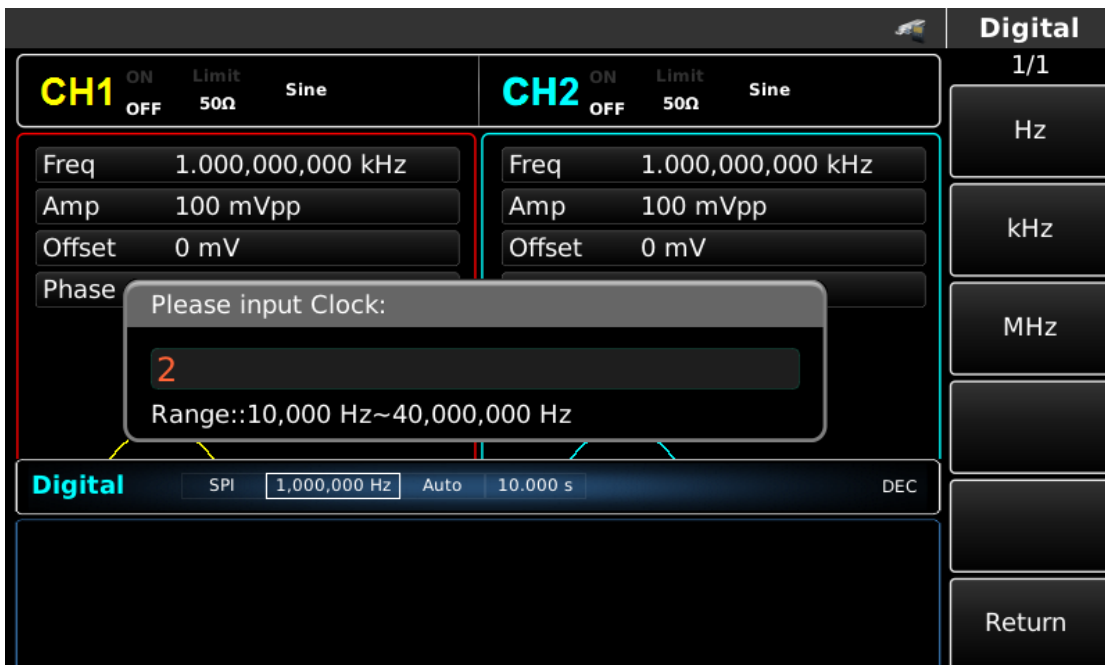 Digital
1/1
CH1 ON OFF Limit 50Ω Sine
CH2 ON OFF Limit 50Ω Sine
Freq 1.000,000,000 kHz
Amp 100 mVpp
Offset 0 mV
Phase
Freq 1.000,000,000 kHz
Amp 100 mVpp
Offset 0 mV
Please input Clock:
2
Range::10,000 Hz~40,000,000 Hz
Digital SPI 1,000,000 Hz Auto 10.000 s DEC
Hz
kHz
MHz
Return